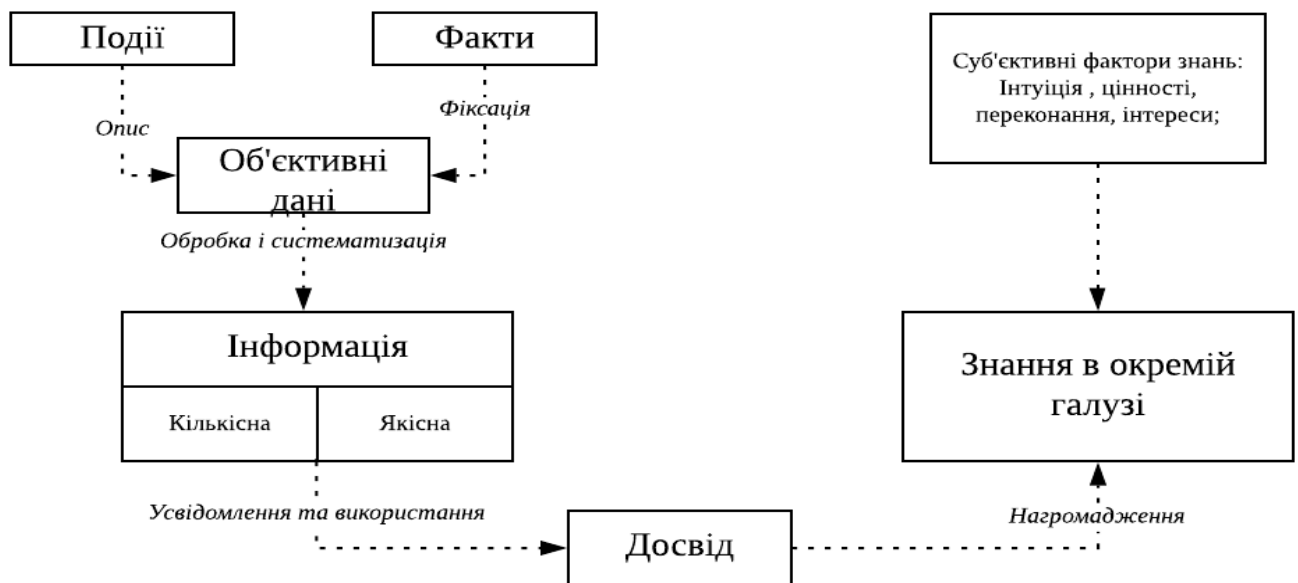 Події
Факти
Суб'єктивні фактори знань:
Інтуіція , цінності,
переконання, інтереси;
Опис
Фіксація
Об'єктивні
дані
Обробка і систематизація
Інформація
Кількісна
Якісна
Знання в окремій
галузі
Усвідомлення та використання
Досвід
Нагромадження